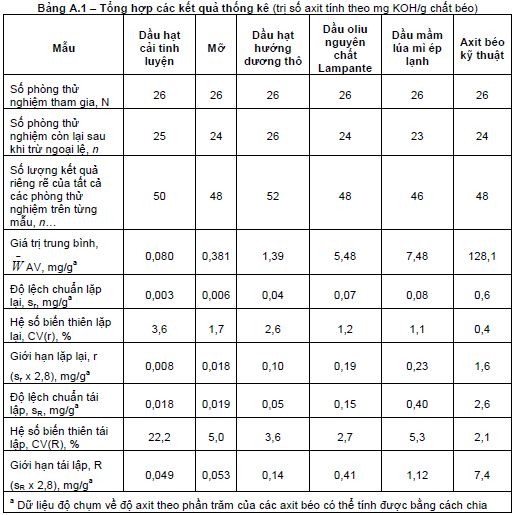 Bảng A.1 – Tổng hợp các kết quả thống kê (trị số axit tính theo mg KOH/g chất béo)
Mẫu
Dầu hạt cải tinh luyện
Mỡ
Dầu hạt hướng dương thô
Dầu oliu nguyên chất Lampante
Dầu mầm lúa mì ép lạnh
Axit béo kỹ thuật
Số phòng thử nghiệm tham gia, N
26 26 26 26 26 26
Số phòng thử nghiệm còn lại sau khi trừ ngoại lệ, n
25 24 26 24 23 24
Số lượng kết quả riêng rẽ của tất cả các phòng thử nghiệm trên từng mẫu, n…
50 48 52 48 46 48
Giá trị trung bình, W̄ AV, mg/gᵃ
0,080 0,381 1,39 5,48 7,48 128,1
Độ lệch chuẩn lặp lại, sr, mg/gᵃ
0,003 0,006 0,04 0,07 0,08 0,6
Hệ số biến thiên lặp lại, CV(r), %
3,6 1,7 2,6 1,2 1,1 0,4
Giới hạn lặp lại, r (sr x 2,8), mg/gᵃ
0,008 0,018 0,10 0,19 0,23 1,6
Độ lệch chuẩn tái lập, sR, mg/gᵃ
0,018 0,019 0,05 0,15 0,40 2,6
Hệ số biến thiên tái lập, CV(R), %
22,2 5,0 3,6 2,7 5,3 2,1
Giới hạn tái lập, R (sR x 2,8), mg/gᵃ
0,049 0,053 0,14 0,41 1,12 7,4
ᵃ Dữ liệu độ chụm về độ axit theo phần trăm của các axit béo có thể tính được bằng cách chia